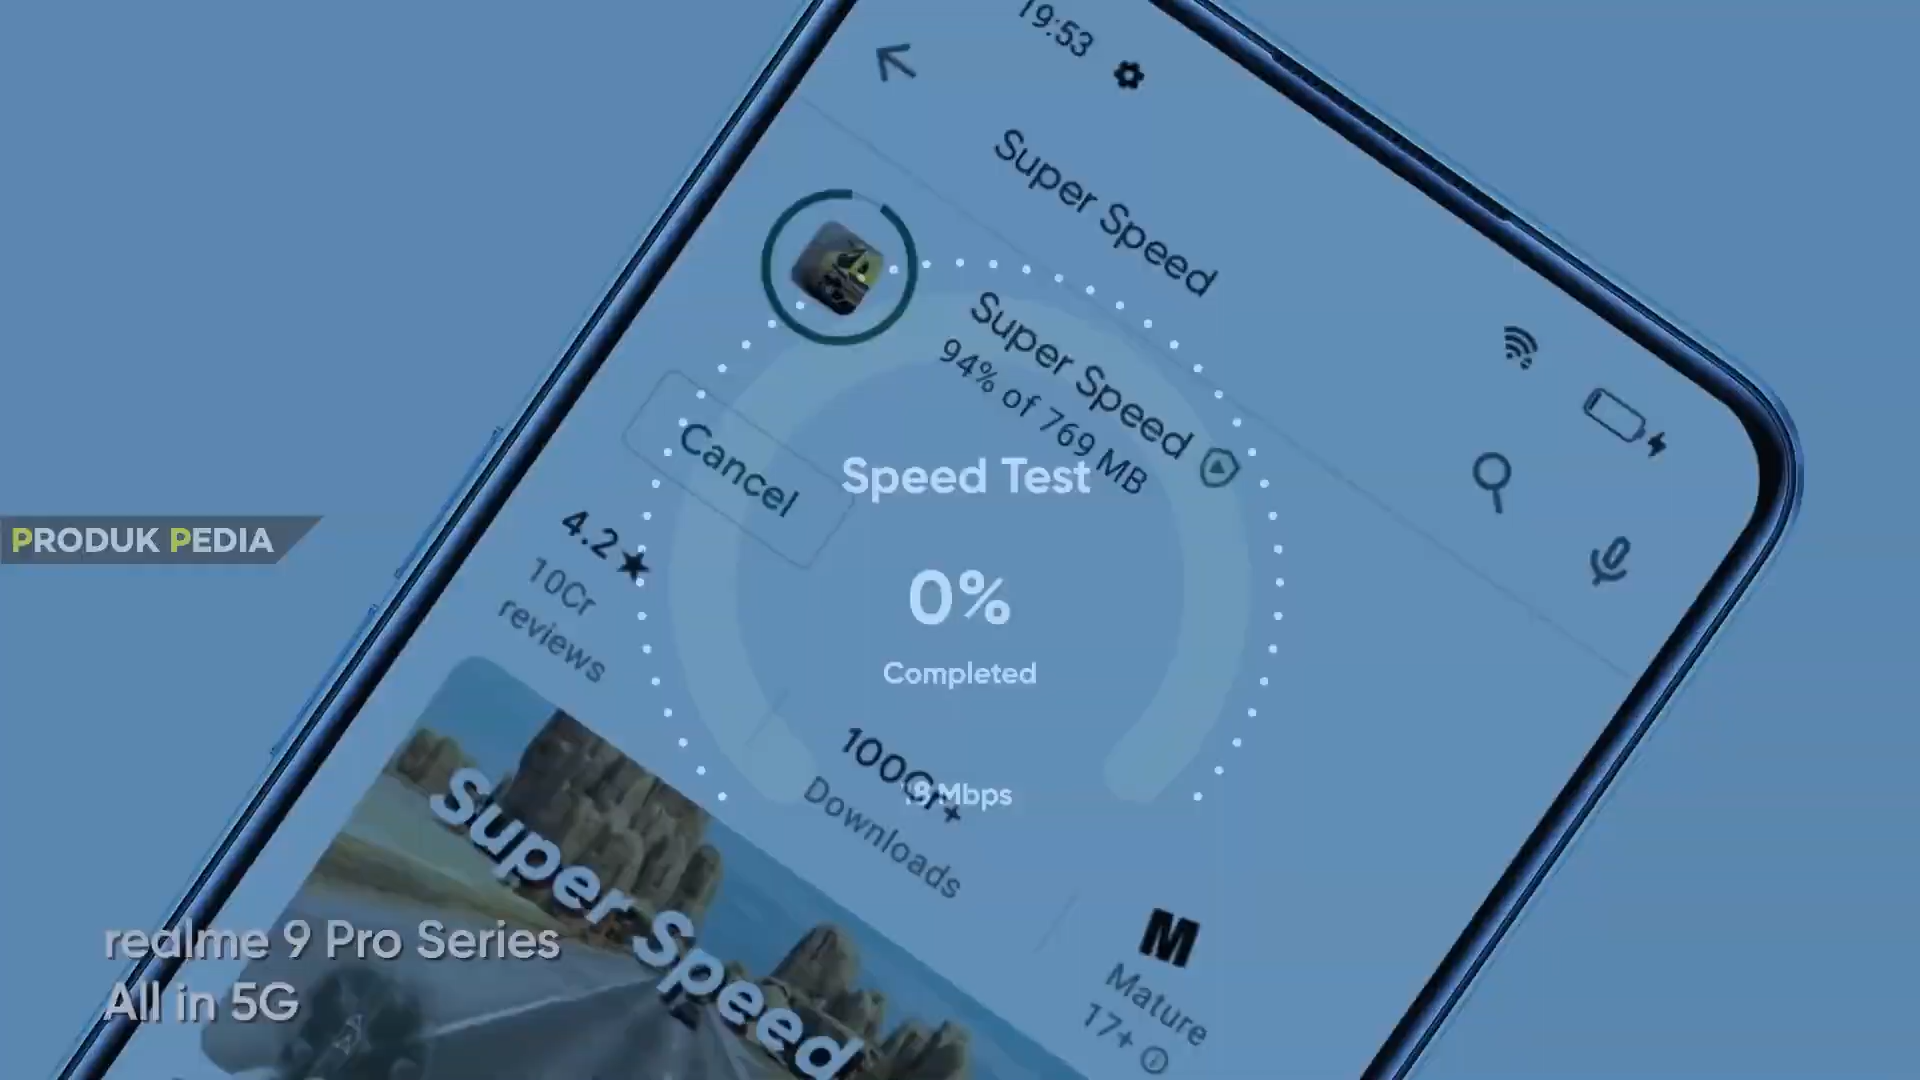 19:53
Super Speed
Super Speed
94% of 769 MB
Speed Test
Cancel
PRODUK PEDIA
4.2★
10Cr
reviews
0%
Completed
100Cr+
Downloads
Mbps
Super Speed
M
Mature
17+
realme 9 Pro Series
All in 5G